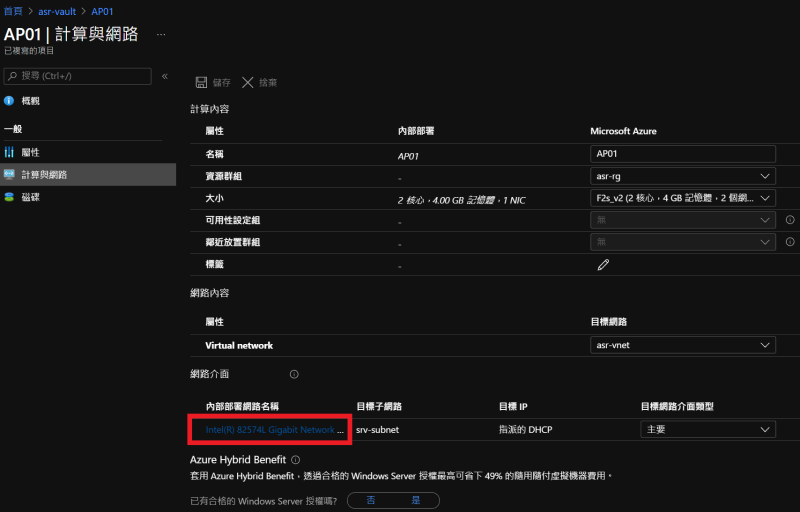 首頁 > asr-vault > AP01
AP01 | 計算與網路 ...
已複寫的項目
搜尋 (Ctrl+/)
«
儲存 捨棄
概觀
一般
屬性
計算與網路
磁碟
計算內容
屬性 內部部署 Microsoft Azure
名稱 AP01 AP01
資源群組 - asr-rg
大小 2 核心，4.00 GB 記憶體，1 NIC F2s_v2 (2 核心，4 GB 記憶體，2 個網...
可用性設定組 - 無
鄰近放置群組 - 無
標籤 -
網路內容
屬性 目標網路
Virtual network asr-vnet
網路介面
內部部署網路名稱 目標子網路 目標 IP 目標網路介面類型
Intel(R) 82574L Gigabit Network ... srv-subnet 指派的 DHCP 主要
Azure Hybrid Benefit
套用 Azure Hybrid Benefit，透過合格的 Windows Server 授權最高可省下 49% 的隨用隨付虛擬機器費用。
已有合格的 Windows Server 授權嗎? 否 是